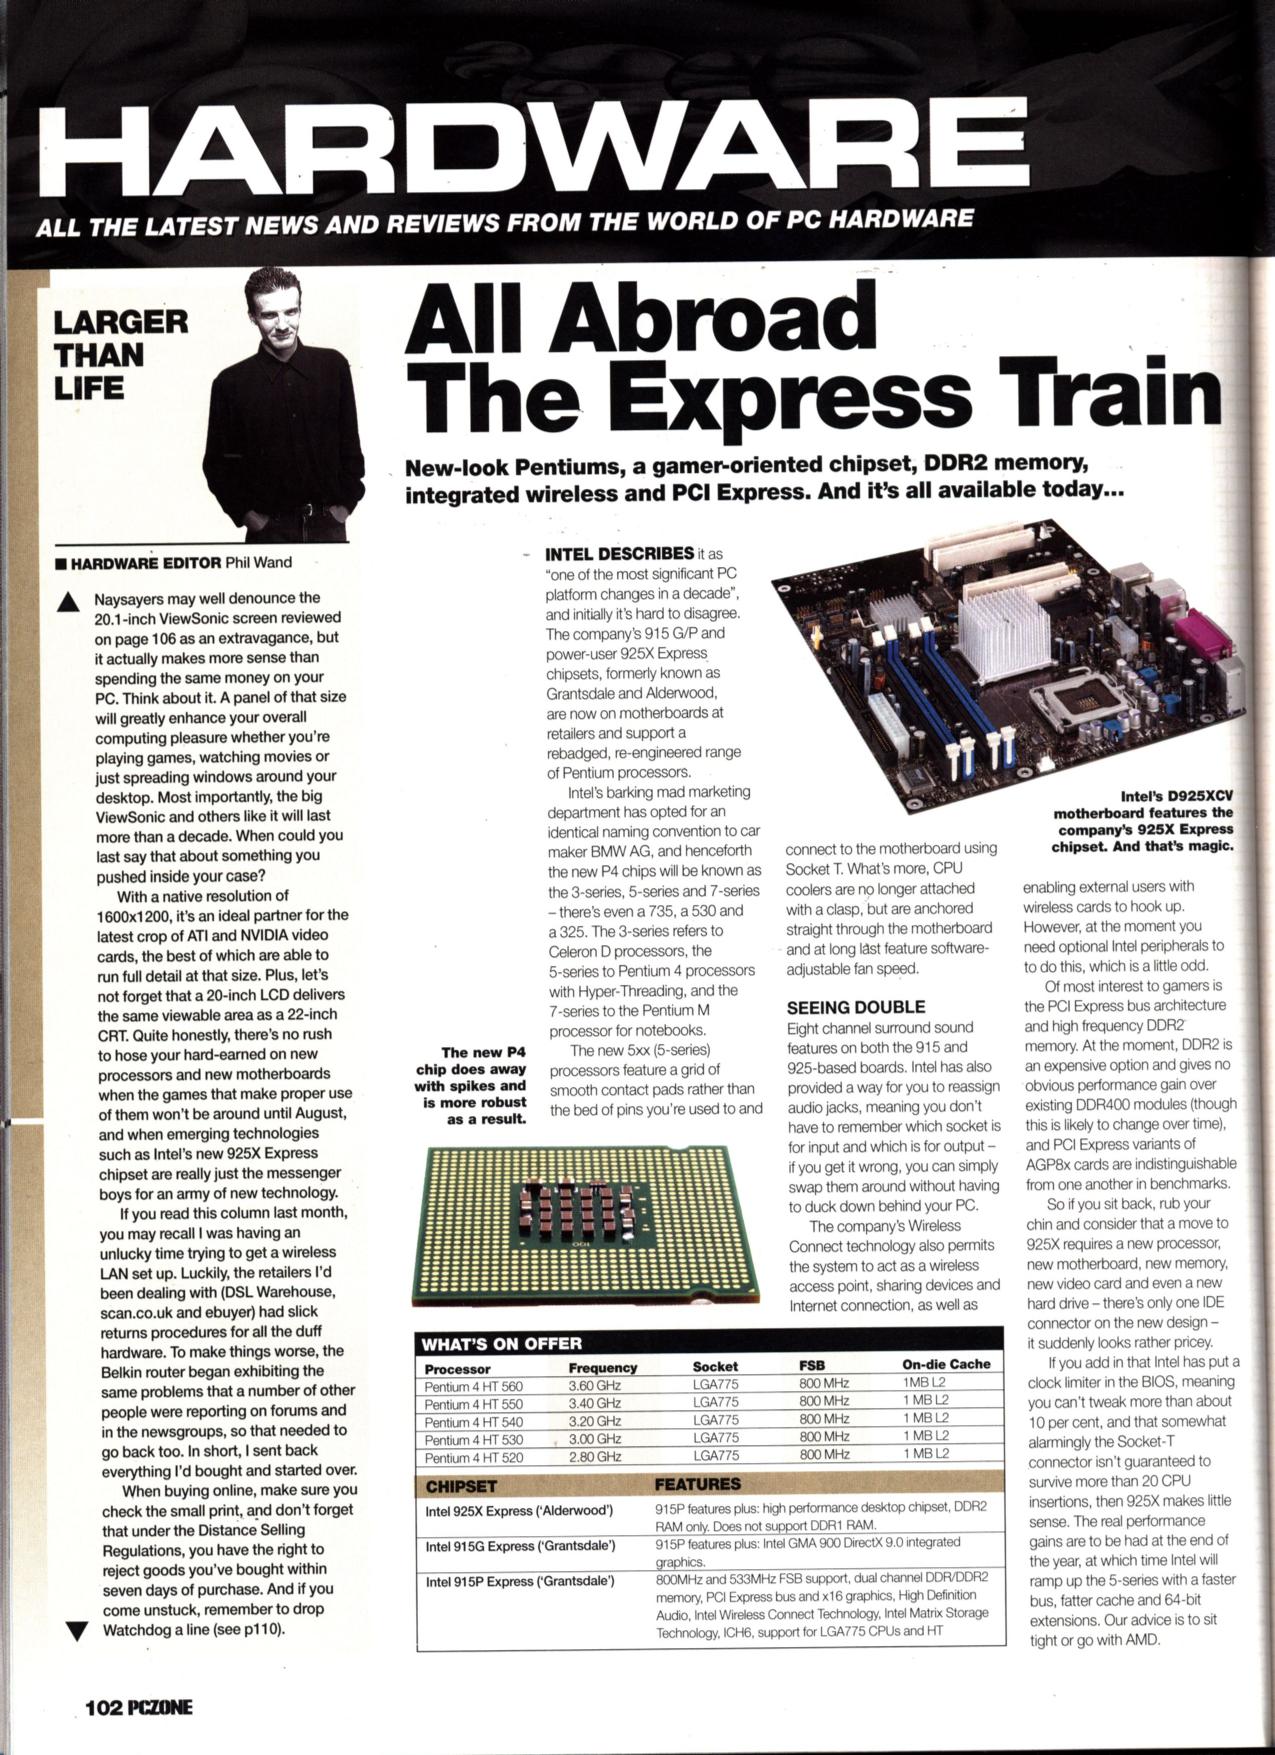 HARDWARE
ALL THE LATEST NEWS AND REVIEWS FROM THE WORLD OF PC HARDWARE
LARGER
THAN
LIFE
■ HARDWARE EDITOR Phil Wand
▲ Naysayers may well denounce the
20.1-inch ViewSonic screen reviewed
on page 106 as an extravagance, but
it actually makes more sense than
spending the same money on your
PC. Think about it. A panel of that size
will greatly enhance your overall
computing pleasure whether you're
playing games, watching movies or
just spreading windows around your
desktop. Most importantly, the big
ViewSonic and others like it will last
more than a decade. When could you
last say that about something you
pushed inside your case?
With a native resolution of
1600x1200, it's an ideal partner for the
latest crop of ATI and NVIDIA video
cards, the best of which are able to
run full detail at that size. Plus, let's
not forget that a 20-inch LCD delivers
the same viewable area as a 22-inch
CRT. Quite honestly, there's no rush
to hose your hard-earned on new
processors and new motherboards
when the games that make proper use
of them won't be around until August,
and when emerging technologies
such as Intel's new 925X Express
chipset are really just the messenger
boys for an army of new technology.
If you read this column last month,
you may recall I was having an
unlucky time trying to get a wireless
LAN set up. Luckily, the retailers I'd
been dealing with (DSL Warehouse,
scan.co.uk and ebuyer) had slick
returns procedures for all the duff
hardware. To make things worse, the
Belkin router began exhibiting the
same problems that a number of other
people were reporting on forums and
in the newsgroups, so that needed to
go back too. In short, I sent back
everything I'd bought and started over.
When buying online, make sure you
check the small print, and don't forget
that under the Distance Selling
Regulations, you have the right to
reject goods you've bought within
seven days of purchase. And if you
come unstuck, remember to drop
▼ Watchdog a line (see p110).
All Abroad
The Express Train
New-look Pentiums, a gamer-oriented chipset, DDR2 memory,
integrated wireless and PCI Express. And it's all available today...
INTEL DESCRIBES it as
"one of the most significant PC
platform changes in a decade",
and initially it's hard to disagree.
The company's 915 G/P and
power-user 925X Express
chipsets, formerly known as
Grantsdale and Alderwood,
are now on motherboards at
retailers and support a
rebadged, re-engineered range
of Pentium processors.
Intel's barking mad marketing
department has opted for an
identical naming convention to car
maker BMW AG, and henceforth
the new P4 chips will be known as
the 3-series, 5-series and 7-series
– there's even a 735, a 530 and
a 325. The 3-series refers to
Celeron D processors, the
5-series to Pentium 4 processors
with Hyper-Threading, and the
7-series to the Pentium M
processor for notebooks.
The new 5xx (5-series)
processors feature a grid of
smooth contact pads rather than
the bed of pins you're used to and
The new P4
chip does away
with spikes and
is more robust
as a result.
Intel's D925XCV
motherboard features the
company's 925X Express
chipset. And that's magic.
connect to the motherboard using
Socket T. What's more, CPU
coolers are no longer attached
with a clasp, but are anchored
straight through the motherboard
and at long last feature software-
adjustable fan speed.
SEEING DOUBLE
Eight channel surround sound
features on both the 915 and
925-based boards. Intel has also
provided a way for you to reassign
audio jacks, meaning you don't
have to remember which socket is
for input and which is for output –
if you get it wrong, you can simply
swap them around without having
to duck down behind your PC.
The company's Wireless
Connect technology also permits
the system to act as a wireless
access point, sharing devices and
Internet connection, as well as
enabling external users with
wireless cards to hook up.
However, at the moment you
need optional Intel peripherals to
to do this, which is a little odd.
Of most interest to gamers is
the PCI Express bus architecture
and high frequency DDR2
memory. At the moment, DDR2 is
an expensive option and gives no
obvious performance gain over
existing DDR400 modules (though
this is likely to change over time),
and PCI Express variants of
AGP8x cards are indistinguishable
from one another in benchmarks.
So if you sit back, rub your
chin and consider that a move to
925X requires a new processor,
new motherboard, new memory,
new video card and even a new
hard drive – there's only one IDE
connector on the new design –
it suddenly looks rather pricey.
If you add in that Intel has put a
clock limiter in the BIOS, meaning
you can't tweak more than about
10 per cent, and that somewhat
alarmingly the Socket-T
connector isn't guaranteed to
survive more than 20 CPU
insertions, then 925X makes little
sense. The real performance
gains are to be had at the end of
the year, at which time Intel will
ramp up the 5-series with a faster
bus, fatter cache and 64-bit
extensions. Our advice is to sit
tight or go with AMD.
WHAT'S ON OFFER
Processor Frequency Socket FSB On-die Cache
Pentium 4 HT 560 3.60 GHz LGA775 800 MHz 1MB L2
Pentium 4 HT 550 3.40 GHz LGA775 800 MHz 1 MB L2
Pentium 4 HT 540 3.20 GHz LGA775 800 MHz 1 MB L2
Pentium 4 HT 530 3.00 GHz LGA775 800 MHz 1 MB L2
Pentium 4 HT 520 2.80 GHz LGA775 800 MHz 1 MB L2
CHIPSET FEATURES
Intel 925X Express ('Alderwood') 915P features plus: high performance desktop chipset, DDR2
RAM only. Does not support DDR1 RAM.
Intel 915G Express ('Grantsdale') 915P features plus: Intel GMA 900 DirectX 9.0 integrated
graphics.
Intel 915P Express ('Grantsdale') 800MHz and 533MHz FSB support, dual channel DDR/DDR2
memory, PCI Express bus and x16 graphics, High Definition
Audio, Intel Wireless Connect Technology, Intel Matrix Storage
Technology, ICH6, support for LGA775 CPUs and HT
102 PCZONE